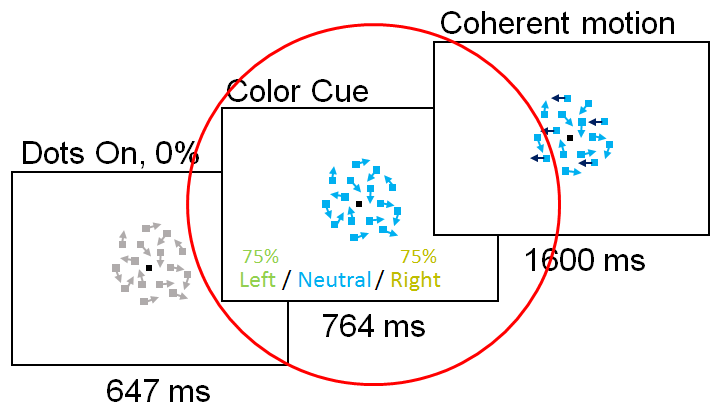 Coherent motion
Color Cue
Dots On, 0%
75% 75%
Left / Neutral / Right
1600 ms
764 ms
647 ms